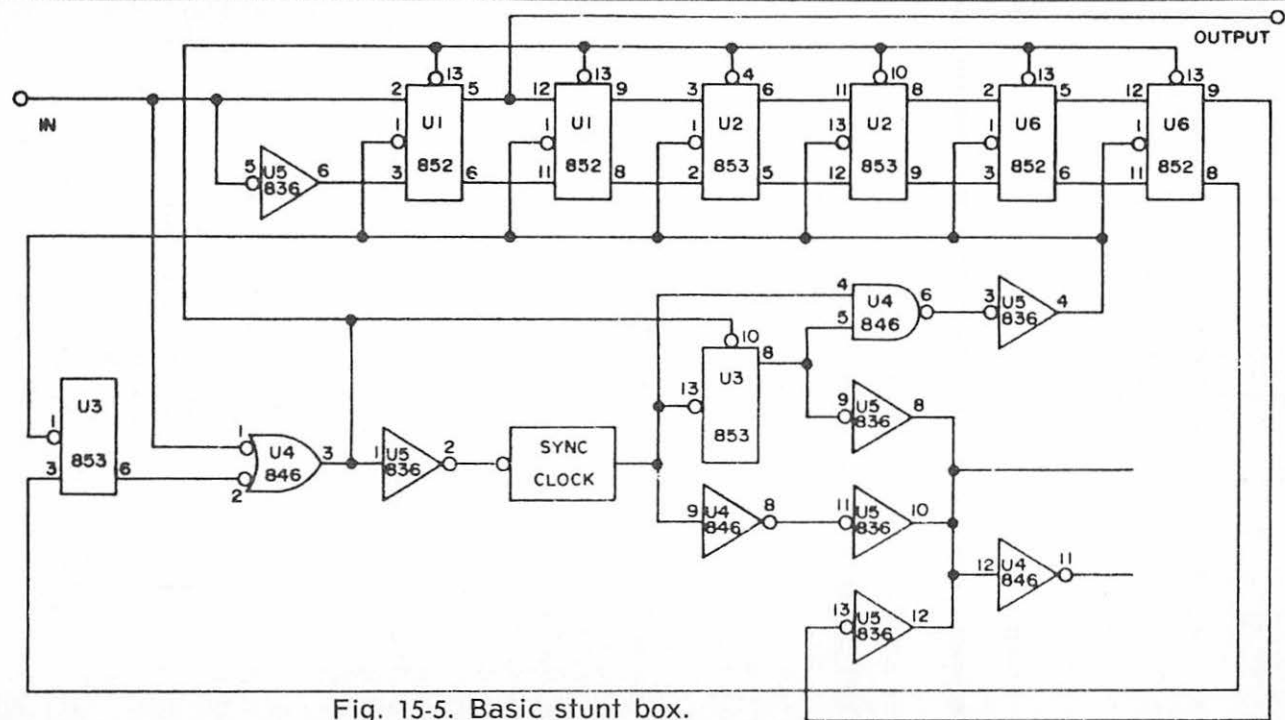 OUTPUT
IN
2 U1 852 13 5 1 3 6
12 U1 852 13 9 1 11 8
3 U2 853 4 6 1 2 5
11 U2 853 10 8 13 12 9
2 U6 852 13 5 1 3 6
12 U6 852 13 9 1 11 8
5 U5 836 6
4 5 U4 846 6
3 U5 836 4
10 U3 853 8 13
9 U5 836 8
1 U3 853 3 6
1 2 U4 846 3
1 U5 836 2
SYNC
CLOCK
9 U4 846 8
11 U5 836 10
12 U4 846 11
13 U5 836 12
Fig. 15-5. Basic stunt box.